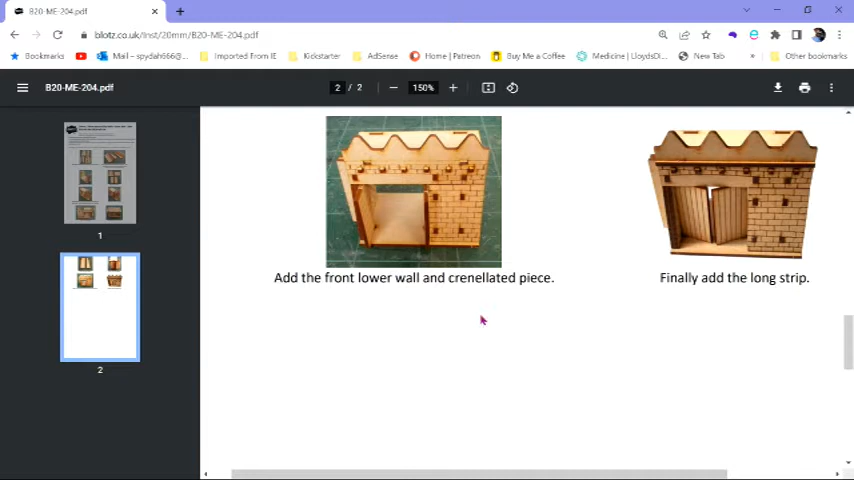 B20-ME-204.pdf
blotz.co.uk/Inst/20mm/B20-ME-204.pdf
Bookmarks
Mail – spydah666@...
Imported From IE
Kickstarter
AdSense
Home | Patreon
Buy Me a Coffee
Medicine | LloydsDi...
New Tab
»
Other bookmarks
B20-ME-204.pdf
2 / 2
150%
1
2
Add the front lower wall and crenellated piece.
Finally add the long strip.